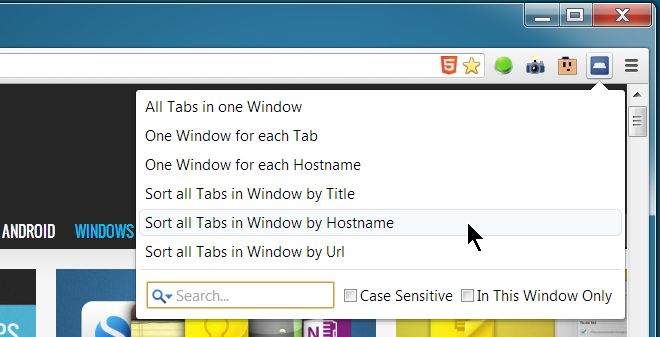 All Tabs in one Window
One Window for each Tab
One Window for each Hostname
Sort all Tabs in Window by Title
Sort all Tabs in Window by Hostname
ANDROID WINDOWS
Sort all Tabs in Window by Url
Search... Case Sensitive In This Window Only
PS